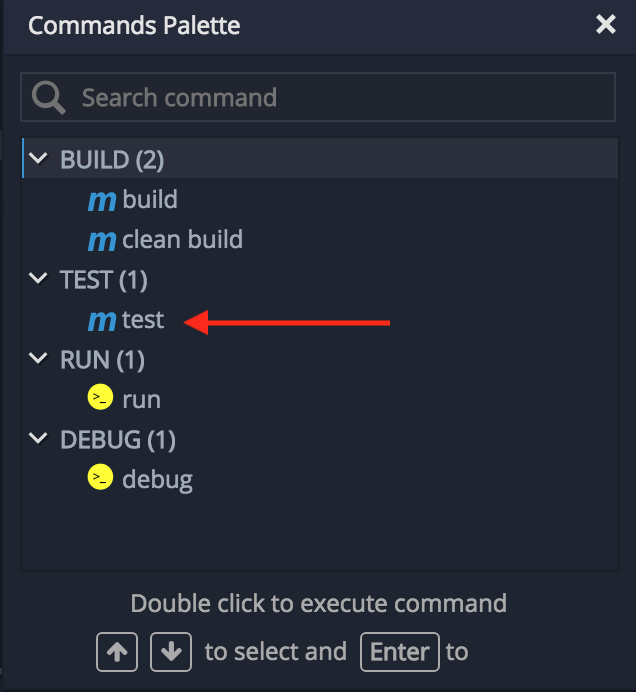 Commands Palette
Search command
BUILD (2)
m build
m clean build
TEST (1)
m test
RUN (1)
>_ run
DEBUG (1)
>_ debug
Double click to execute command
↑ ↓ to select and Enter to